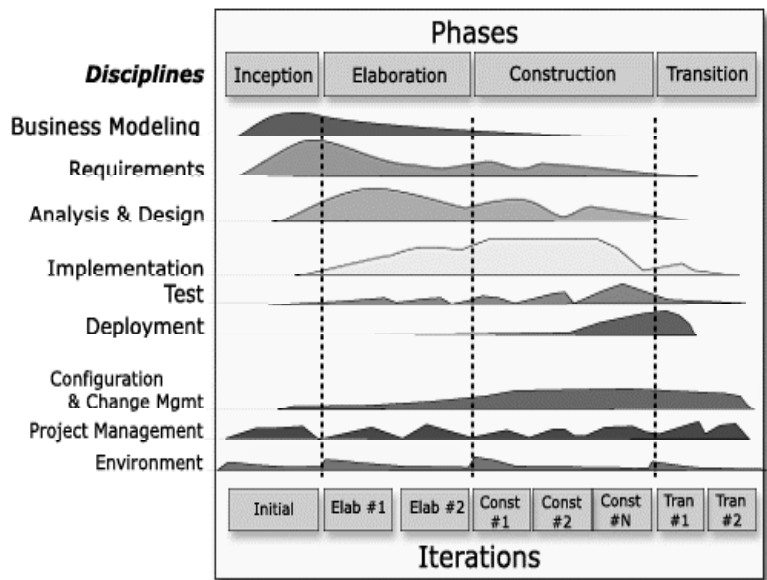 Phases
Disciplines
Inception
Elaboration
Construction
Transition
Business Modeling
Requirements
Analysis & Design
Implementation
Test
Deployment
Configuration
& Change Mgmt
Project Management
Environment
Initial
Elab #1
Elab #2
Const
#1
Const
#2
Const
#N
Tran
#1
Tran
#2
Iterations